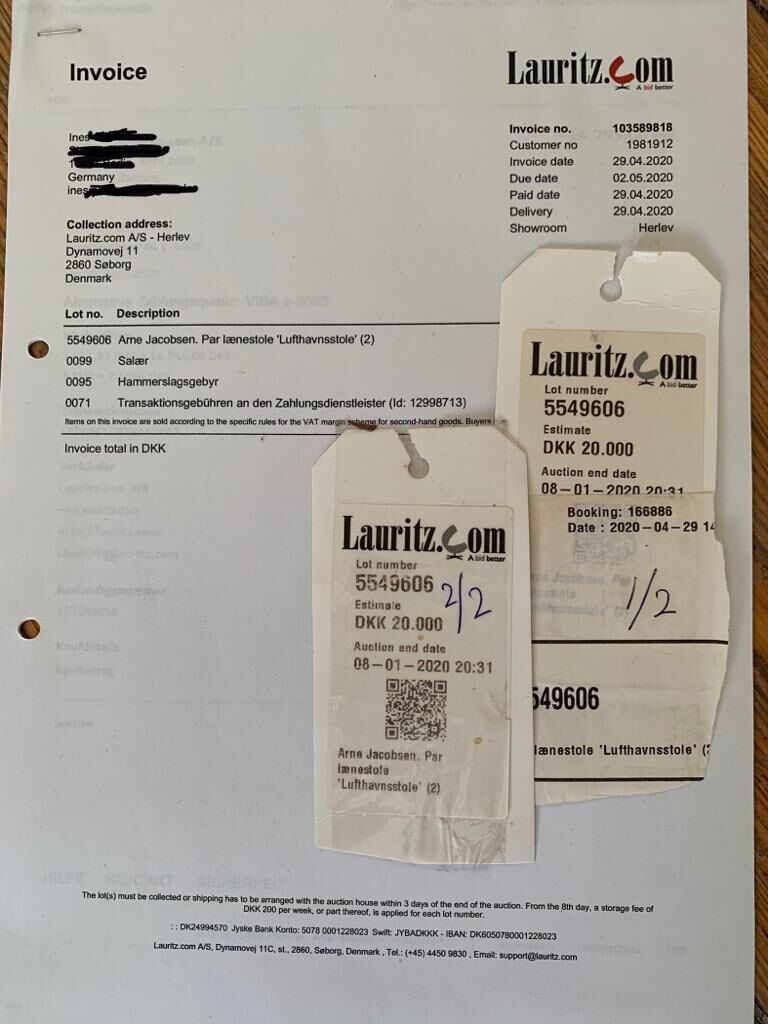 Invoice
Lauritz.com
A bid better
Ines
Germany
ines
Invoice no. 103589818
Customer no 1981912
Invoice date 29.04.2020
Due date 02.05.2020
Paid date 29.04.2020
Delivery 29.04.2020
Showroom Herlev
Collection address:
Lauritz.com A/S - Herlev
Dynamovej 11
2860 Søborg
Denmark
Lot no. Description
5549606 Arne Jacobsen. Par lænestole 'Lufthavnsstole' (2)
0099 Salær
0095 Hammerslagsgebyr
0071 Transaktionsgebühren an den Zahlungsdienstleister (Id: 12998713)
Items on this invoice are sold according to the specific rules for the VAT margin scheme for second-hand goods. Buyers
Invoice total in DKK
Lauritz.com
A bid better
Lot number
5549606
Estimate
DKK 20.000
Auction end date
08-01-2020 20:31
Booking: 166886
Date : 2020-04-29 14
1/2
549606
lænestole 'Lufthavnsstole' (2
Lauritz.com
A bid better
Lot number
5549606
2/2
Estimate
DKK 20.000
Auction end date
08-01-2020 20:31
Arne Jacobsen. Par
lænestole
'Lufthavnsstole' (2)
HILFE KONTAKT SICHERHEIT
The lot(s) must be collected or shipping has to be arranged with the auction house within 3 days of the end of the auction. From the 8th day, a storage fee of
DKK 200 per week, or part thereof, is applied for each lot number.
: : DK24994570 Jyske Bank Konto: 5078 0001228023 Swift: JYBADKKK - IBAN: DK6050780001228023
Lauritz.com A/S, Dynamovej 11C, st., 2860, Søborg, Denmark , Tel.: (+45) 4450 9830 , Email: support@lauritz.com